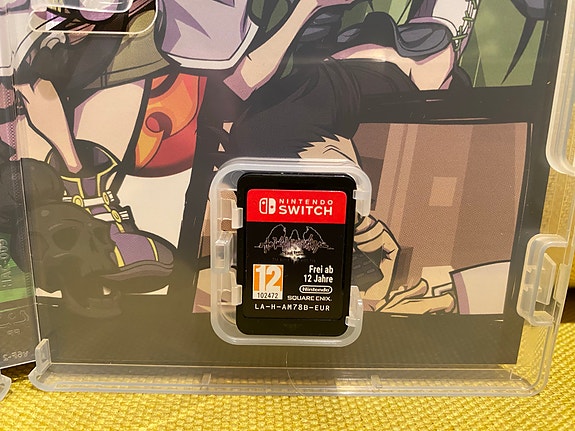 NINTENDO
SWITCH
12
102472
Frei ab
12 Jahre
Nintendo
SQUARE ENIX
LA-H-AM78B-EUR